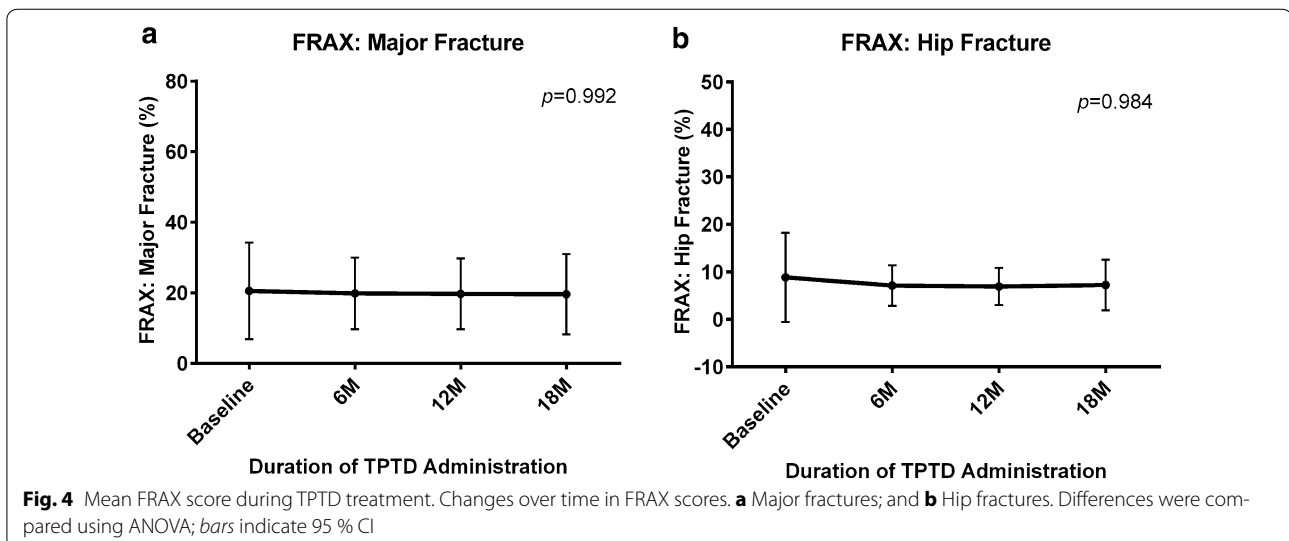 a
FRAX: Major Fracture
p=0.992
FRAX: Major Fracture (%)
80
60
40
20
0
Baseline
6M
12M
18M
Duration of TPTD Administration
b
FRAX: Hip Fracture
p=0.984
FRAX: Hip Fracture (%)
50
40
30
20
10
0
-10
Baseline
6M
12M
18M
Duration of TPTD Administration
Fig. 4 Mean FRAX score during TPTD treatment. Changes over time in FRAX scores. a Major fractures; and b Hip fractures. Differences were com-
pared using ANOVA; bars indicate 95 % CI